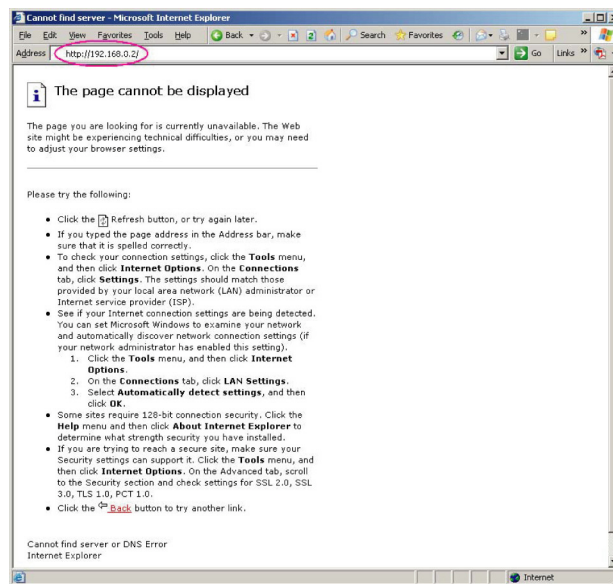 Cannot find server - Microsoft Internet Explorer
File Edit View Favorites Tools Help Back Search Favorites
Address http://192.168.0.2/ Go Links
The page cannot be displayed
The page you are looking for is currently unavailable. The Web
site might be experiencing technical difficulties, or you may need
to adjust your browser settings.
Please try the following:
Click the Refresh button, or try again later.
If you typed the page address in the Address bar, make
sure that it is spelled correctly.
To check your connection settings, click the Tools menu,
and then click Internet Options. On the Connections
tab, click Settings. The settings should match those
provided by your local area network (LAN) administrator or
Internet service provider (ISP).
See if your Internet connection settings are being detected.
You can set Microsoft Windows to examine your network
and automatically discover network connection settings (if
your network administrator has enabled this setting).
1. Click the Tools menu, and then click Internet
Options.
2. On the Connections tab, click LAN Settings.
3. Select Automatically detect settings, and then
click OK.
Some sites require 128-bit connection security. Click the
Help menu and then click About Internet Explorer to
determine what strength security you have installed.
If you are trying to reach a secure site, make sure your
Security settings can support it. Click the Tools menu, and
then click Internet Options. On the Advanced tab, scroll
to the Security section and check settings for SSL 2.0, SSL
3.0, TLS 1.0, PCT 1.0.
Click the Back button to try another link.
Cannot find server or DNS Error
Internet Explorer
Internet